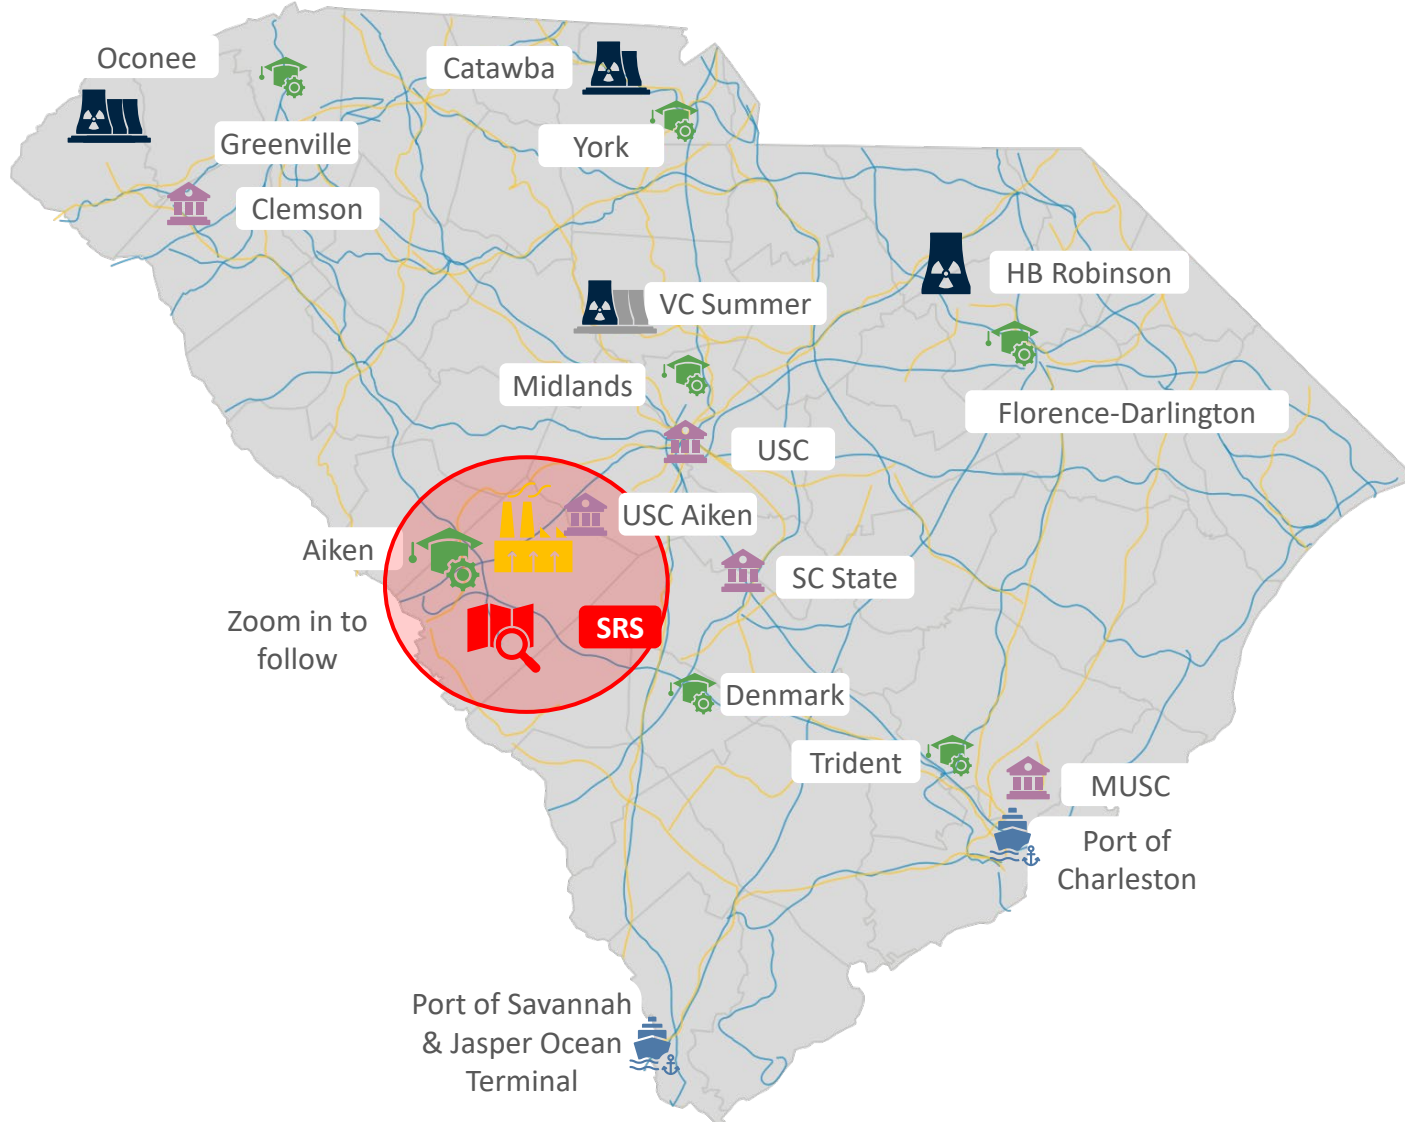 Oconee
Catawba
Greenville
York
Clemson
HB Robinson
VC Summer
Midlands
Florence-Darlington
USC
USC Aiken
Aiken
SC State
Zoom in to
follow
SRS
Denmark
Trident
MUSC
Port of
Charleston
Port of Savannah
& Jasper Ocean
Terminal